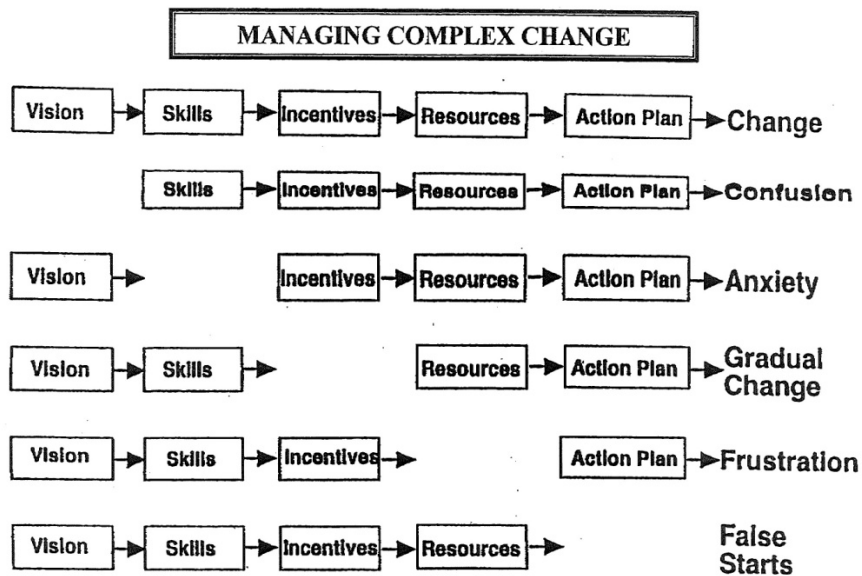 MANAGING COMPLEX CHANGE
Vision Skills Incentives Resources Action Plan Change
Skills Incentives Resources Action Plan Confusion
Vision Incentives Resources Action Plan Anxiety
Vision Skills Resources Action Plan Gradual
Change
Vision Skills Incentives Action Plan Frustration
Vision Skills Incentives Resources False
Starts